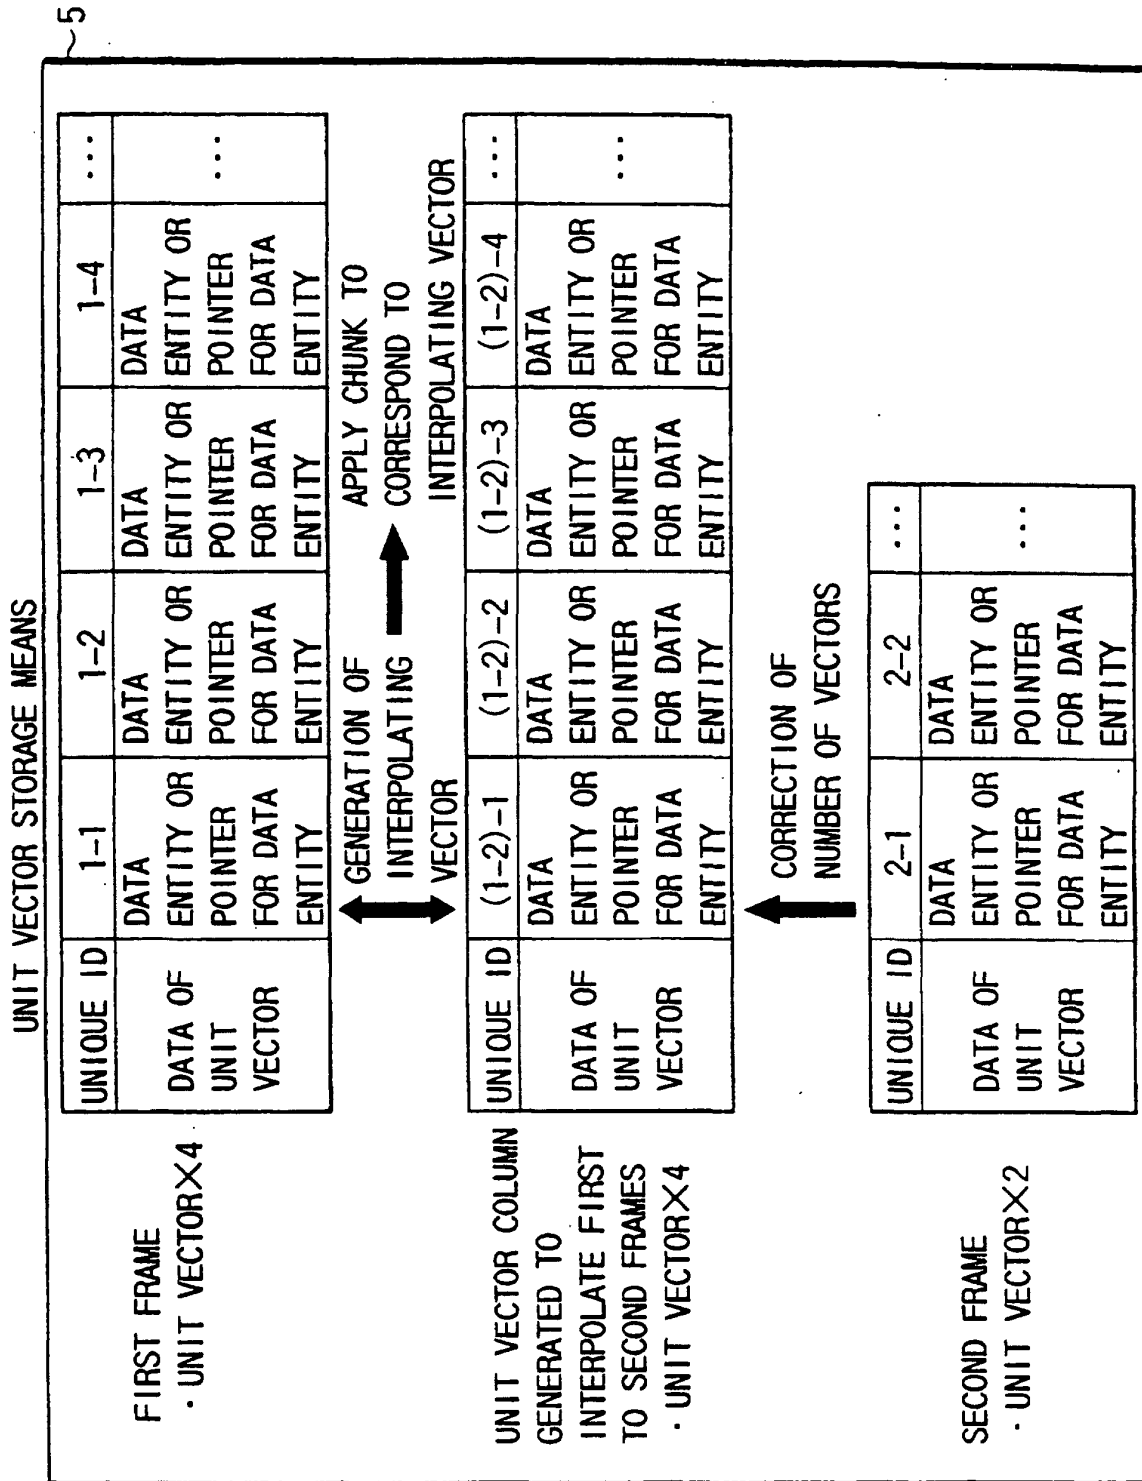 UNIT VECTOR STORAGE MEANS
5
FIRST FRAME
· UNIT VECTOR×4
UNIQUE ID 1-1 1-2 1-3 1-4 ...
DATA OF
UNIT
VECTOR
DATA
ENTITY OR
POINTER
FOR DATA
ENTITY
DATA
ENTITY OR
POINTER
FOR DATA
ENTITY
DATA
ENTITY OR
POINTER
FOR DATA
ENTITY
DATA
ENTITY OR
POINTER
FOR DATA
ENTITY
...
GENERATION OF
INTERPOLATING
VECTOR
APPLY CHUNK TO
CORRESPOND TO
INTERPOLATING VECTOR
UNIT VECTOR COLUMN
GENERATED TO
INTERPOLATE FIRST
TO SECOND FRAMES
· UNIT VECTOR×4
UNIQUE ID (1-2)-1 (1-2)-2 (1-2)-3 (1-2)-4 ...
DATA OF
UNIT
VECTOR
DATA
ENTITY OR
POINTER
FOR DATA
ENTITY
DATA
ENTITY OR
POINTER
FOR DATA
ENTITY
DATA
ENTITY OR
POINTER
FOR DATA
ENTITY
DATA
ENTITY OR
POINTER
FOR DATA
ENTITY
...
CORRECTION OF
NUMBER OF VECTORS
SECOND FRAME
· UNIT VECTOR×2
UNIQUE ID 2-1 2-2 ...
DATA OF
UNIT
VECTOR
DATA
ENTITY OR
POINTER
FOR DATA
ENTITY
DATA
ENTITY OR
POINTER
FOR DATA
ENTITY
...